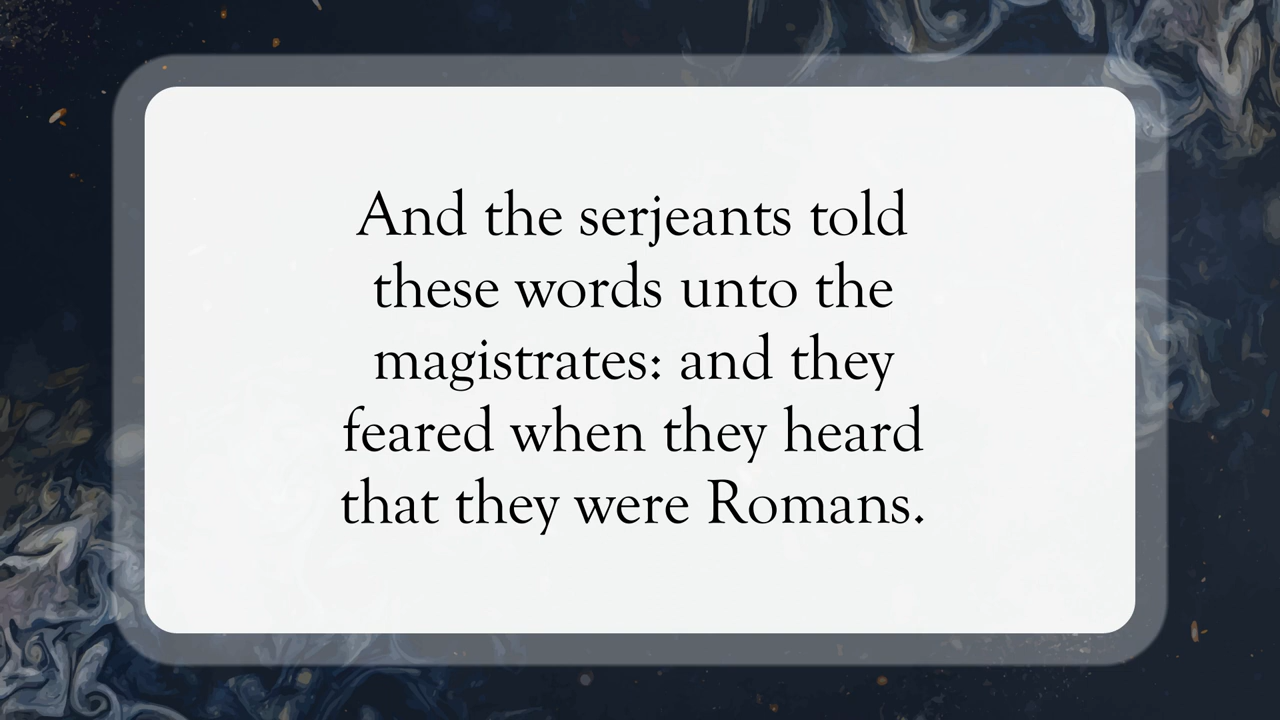 And the serjeants told
these words unto the
magistrates: and they
feared when they heard
that they were Romans.